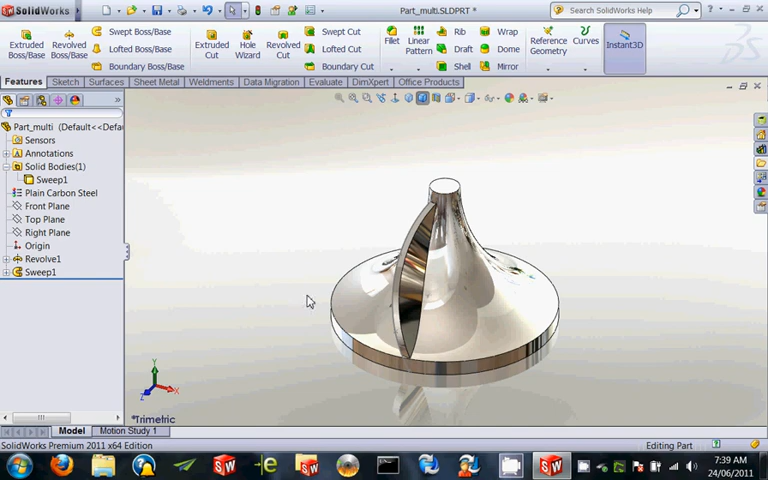 SolidWorks
Part_multi.SLDPRT *
SolidWorks Help
Extruded Boss/Base
Revolved Boss/Base
Swept Boss/Base
Lofted Boss/Base
Boundary Boss/Base
Extruded Cut
Hole Wizard
Revolved Cut
Swept Cut
Lofted Cut
Boundary Cut
Fillet
Linear Pattern
Rib
Draft
Shell
Wrap
Dome
Mirror
Reference Geometry
Curves
Instant3D
Features
Sketch
Surfaces
Sheet Metal
Weldments
Data Migration
Evaluate
DimXpert
Office Products
Part_multi (Default<<Defau
Sensors
Annotations
Solid Bodies(1)
Sweep1
Plain Carbon Steel
Front Plane
Top Plane
Right Plane
Origin
Revolve1
Sweep1
Y
X
Z
*Trimetric
Model
Motion Study 1
SolidWorks Premium 2011 x64 Edition
Editing Part
7:39 AM
24/06/2011